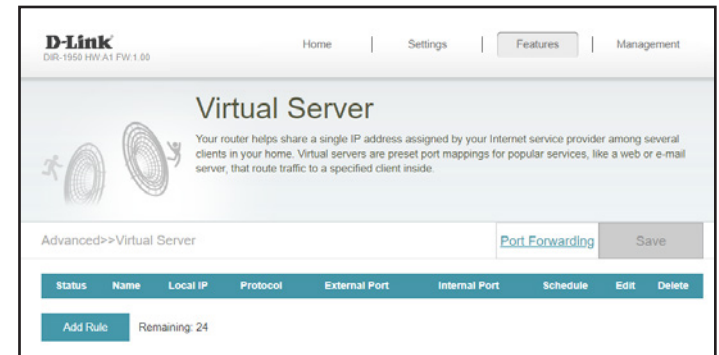 D-Link
DIR-1950 HW:A1 FW:1.00
Home | Settings | Features | Management
Virtual Server
Your router helps share a single IP address assigned by your Internet service provider among several
clients in your home. Virtual servers are preset port mappings for popular services, like a web or e-mail
server, that route traffic to a specified client inside.
Advanced>>Virtual Server
Port Forwarding
Save
Status Name Local IP Protocol External Port Internal Port Schedule Edit Delete
Add Rule Remaining: 24